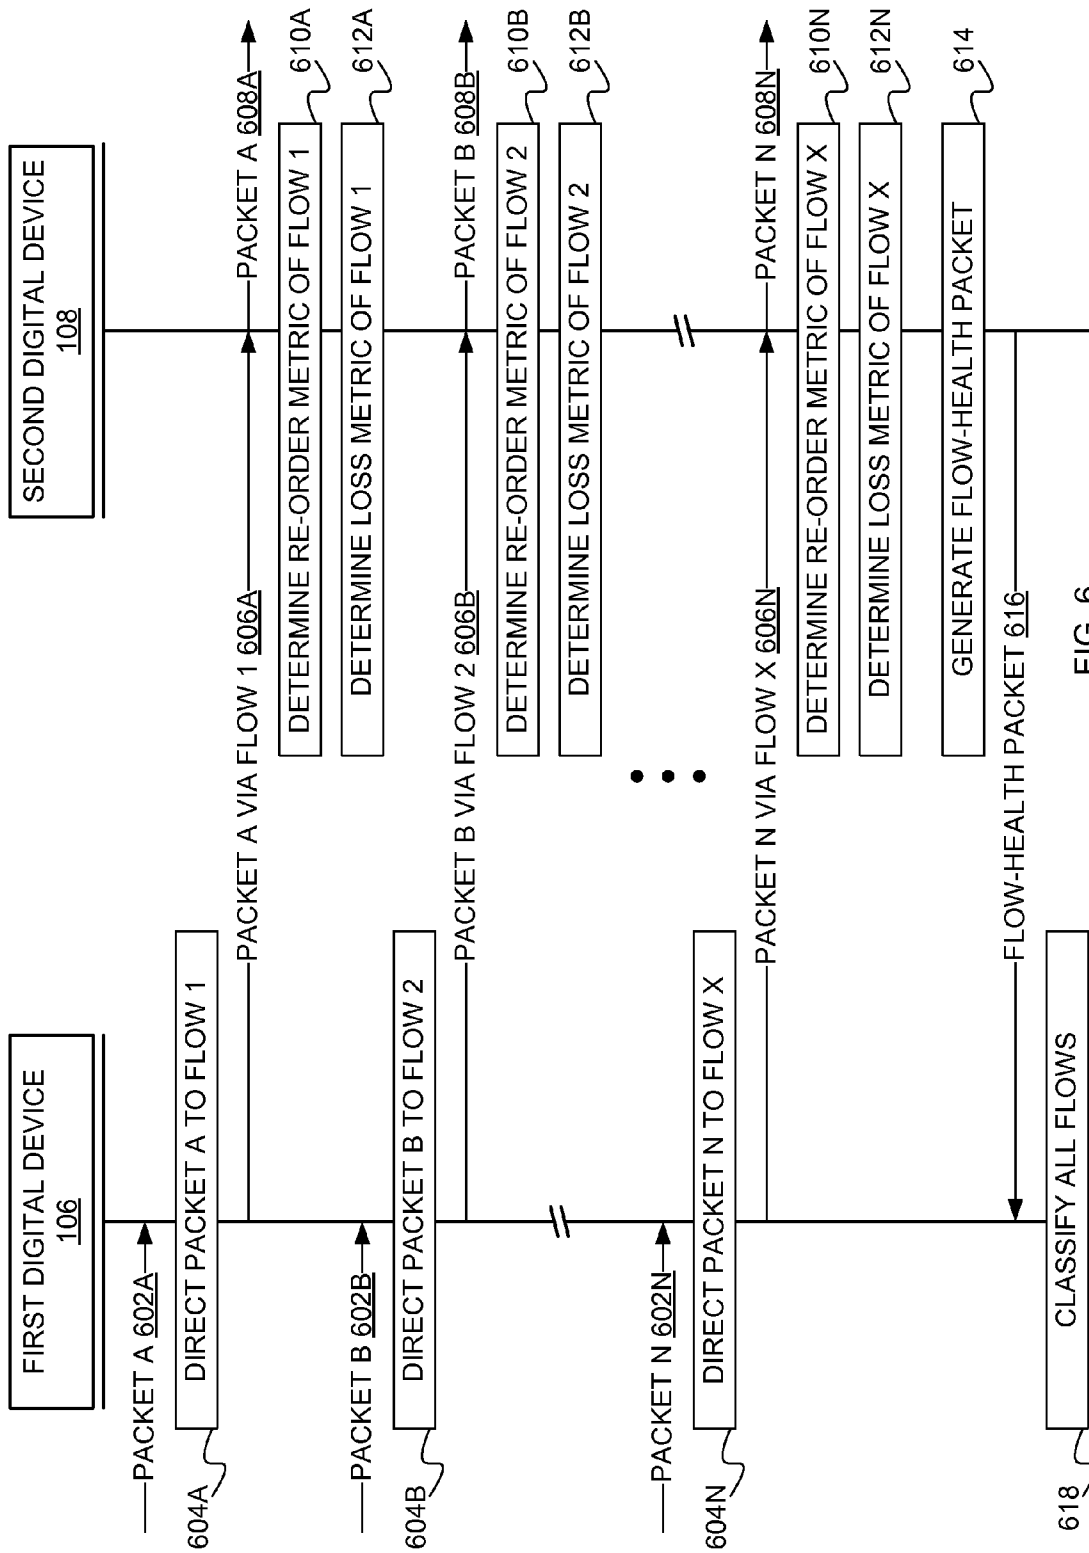 FIRST DIGITAL DEVICE
106
SECOND DIGITAL DEVICE
108
PACKET A 602A
604A
DIRECT PACKET A TO FLOW 1
PACKET A VIA FLOW 1 606A
PACKET A 608A
DETERMINE RE-ORDER METRIC OF FLOW 1
610A
DETERMINE LOSS METRIC OF FLOW 1
612A
PACKET B 602B
604B
DIRECT PACKET B TO FLOW 2
PACKET B VIA FLOW 2 606B
PACKET B 608B
DETERMINE RE-ORDER METRIC OF FLOW 2
610B
DETERMINE LOSS METRIC OF FLOW 2
612B
PACKET N 602N
604N
DIRECT PACKET N TO FLOW X
PACKET N VIA FLOW X 606N
PACKET N 608N
DETERMINE RE-ORDER METRIC OF FLOW X
610N
DETERMINE LOSS METRIC OF FLOW X
612N
GENERATE FLOW-HEALTH PACKET
614
FLOW-HEALTH PACKET 616
618
CLASSIFY ALL FLOWS
FIG. 6